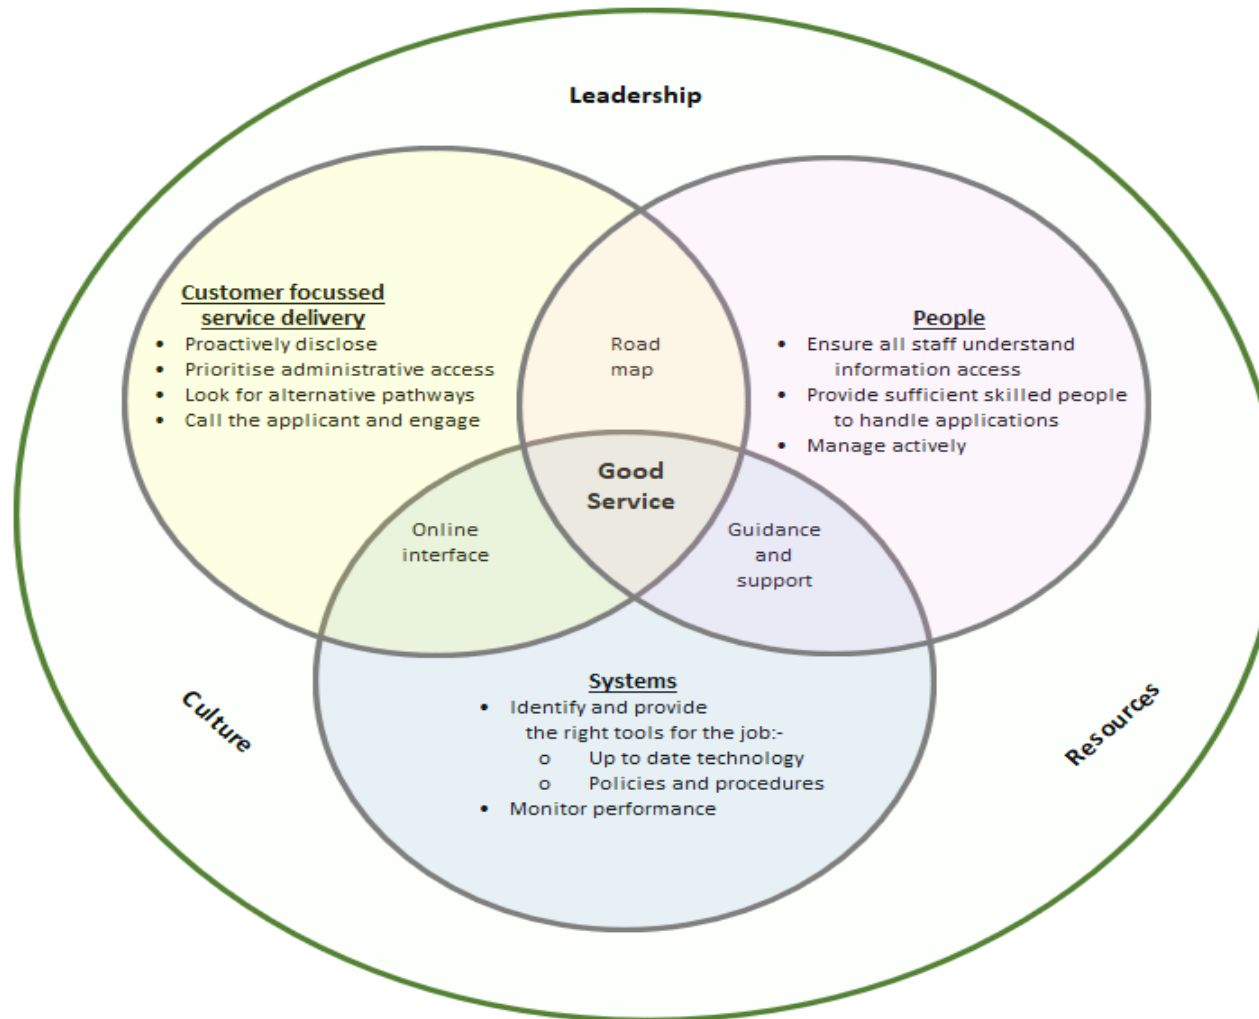 Leadership
Customer focussed
service delivery
• Proactively disclose
• Prioritise administrative access
• Look for alternative pathways
• Call the applicant and engage
Road
map
People
• Ensure all staff understand
information access
• Provide sufficient skilled people
to handle applications
• Manage actively
Good
Service
Online
interface
Guidance
and
support
Systems
• Identify and provide
the right tools for the job:-
o Up to date technology
o Policies and procedures
• Monitor performance
Culture
Resources